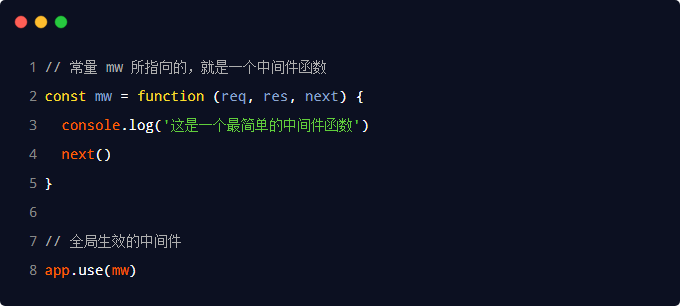 1 // 常量 mw 所指向的，就是一个中间件函数
2 const mw = function (req, res, next) {
3   console.log('这是一个最简单的中间件函数')
4   next()
5 }
6
7 // 全局生效的中间件
8 app.use(mw)